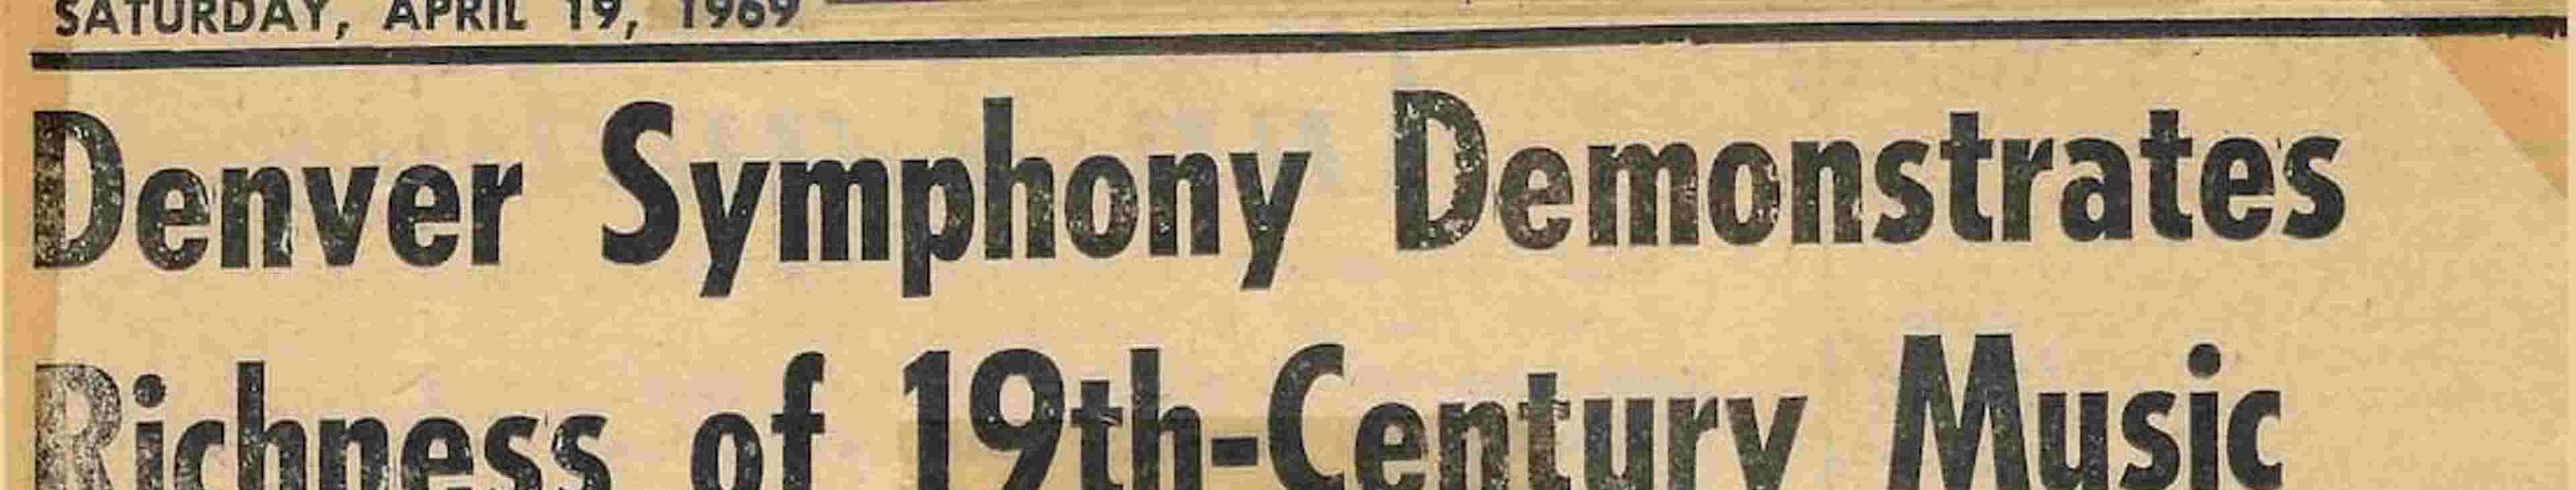 SATURDAY, APRIL 19, 1969
Denver Symphony Demonstrates
Richness of 19th-Century Music